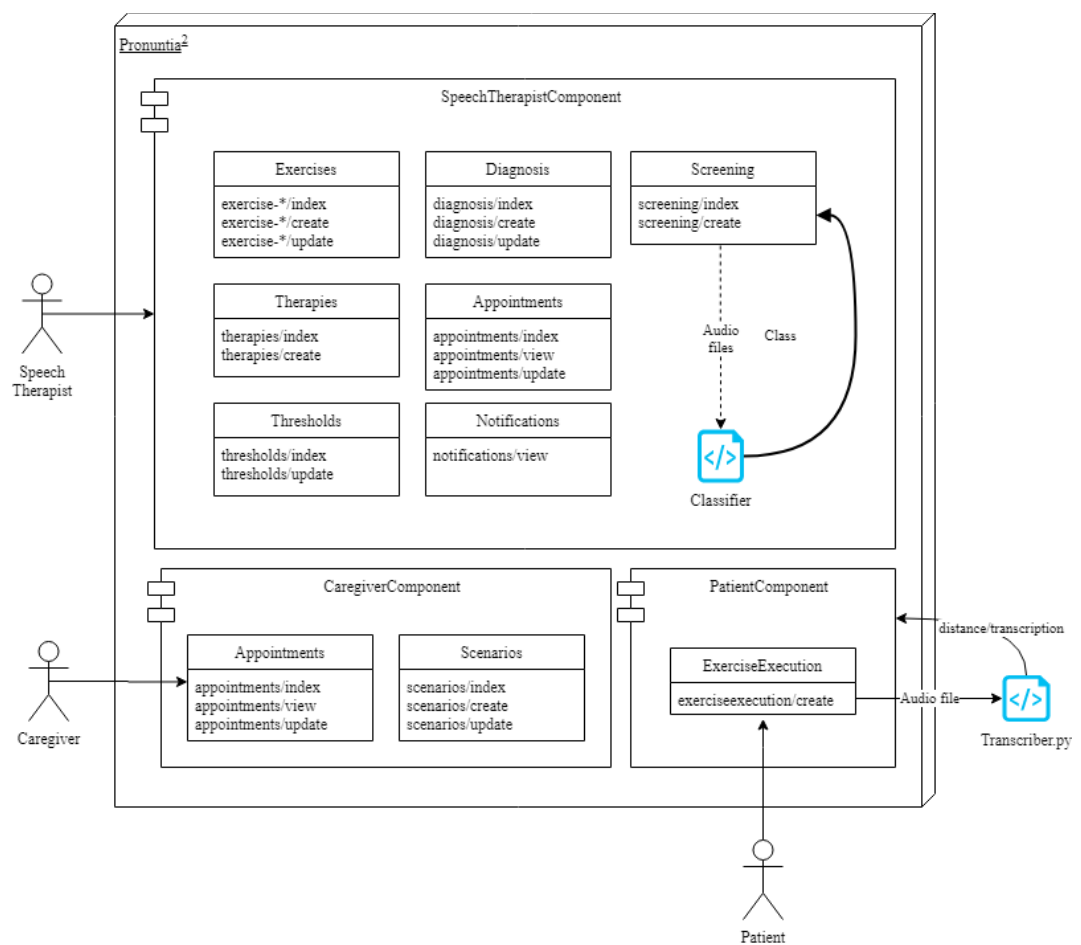 Pronuntia2
SpeechTherapistComponent
Exercises
exercise-*/index
exercise-*/create
exercise-*/update
Diagnosis
diagnosis/index
diagnosis/create
diagnosis/update
Screening
screening/index
screening/create
Therapies
therapies/index
therapies/create
Appointments
appointments/index
appointments/view
appointments/update
Audio
files
Class
Speech
Therapist
Thresholds
thresholds/index
thresholds/update
Notifications
notifications/view
Classifier
CaregiverComponent
Appointments
appointments/index
appointments/view
appointments/update
Scenarios
scenarios/index
scenarios/create
scenarios/update
Caregiver
PatientComponent
ExerciseExecution
exerciseexecution/create
distance/transcription
Audio file
Transcriber.py
Patient